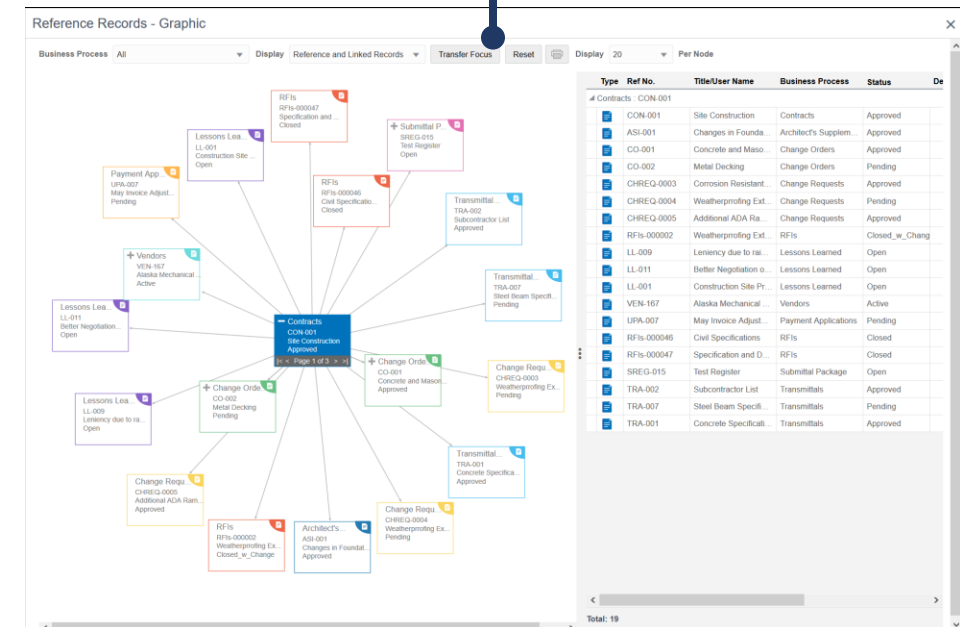 Reference Records - Graphic
Business Process All Display Reference and Linked Records Transfer Focus Reset Display 20 Per Node
RFIs
RFIs-000047
Specification and ...
Closed
Lessons Lea...
LL-001
Construction Site ...
Open
+ Submittal P...
SREG-015
Test Register
Open
Payment App...
UPA-007
May Invoice Adjust...
Pending
RFIs
RFIs-000046
Civil Specificatio...
Closed
Transmittal...
TRA-002
Subcontractor List
Approved
+ Vendors
VEN-167
Alaska Mechanical ...
Active
Transmittal...
TRA-007
Steel Beam Specifi...
Pending
Lessons Lea...
LL-011
Better Negotiation...
Open
− Contracts
CON-001
Site Construction
Approved
|< < Page 1 of 3 > >|
+ Change Orde...
CO-001
Concrete and Mason...
Approved
Change Requ...
CHREQ-0003
Weatherprrofing Ex...
Pending
+ Change Orde...
CO-002
Metal Decking
Pending
Lessons Lea...
LL-009
Leniency due to ra...
Open
Transmittal...
TRA-001
Concrete Specifica...
Approved
Change Requ...
CHREQ-0005
Additional ADA Ram...
Approved
Change Requ...
CHREQ-0004
Weatherprrofing Ex...
Pending
RFIs
RFIs-000002
Weatherprrofing Ex...
Closed_w_Change
Architect's...
ASI-001
Changes in Foundat...
Approved
Type Ref No. Title/User Name Business Process Status De
Contracts : CON-001
CON-001 Site Construction Contracts Approved
ASI-001 Changes in Founda... Architect's Supplem... Approved
CO-001 Concrete and Maso... Change Orders Approved
CO-002 Metal Decking Change Orders Pending
CHREQ-0003 Corrosion Resistant... Change Requests Approved
CHREQ-0004 Weatherprrofing Ext... Change Requests Pending
CHREQ-0005 Additional ADA Ra... Change Requests Approved
RFIs-000002 Weatherprrofing Ext... RFIs Closed_w_Chang
LL-009 Leniency due to rai... Lessons Learned Open
LL-011 Better Negotiation o... Lessons Learned Open
LL-001 Construction Site Pr... Lessons Learned Open
VEN-167 Alaska Mechanical ... Vendors Active
UPA-007 May Invoice Adjust... Payment Applications Pending
RFIs-000046 Civil Specifications RFIs Closed
RFIs-000047 Specification and D... RFIs Closed
SREG-015 Test Register Submittal Package Open
TRA-002 Subcontractor List Transmittals Approved
TRA-007 Steel Beam Specifi... Transmittals Pending
TRA-001 Concrete Specificati... Transmittals Approved
Total: 19